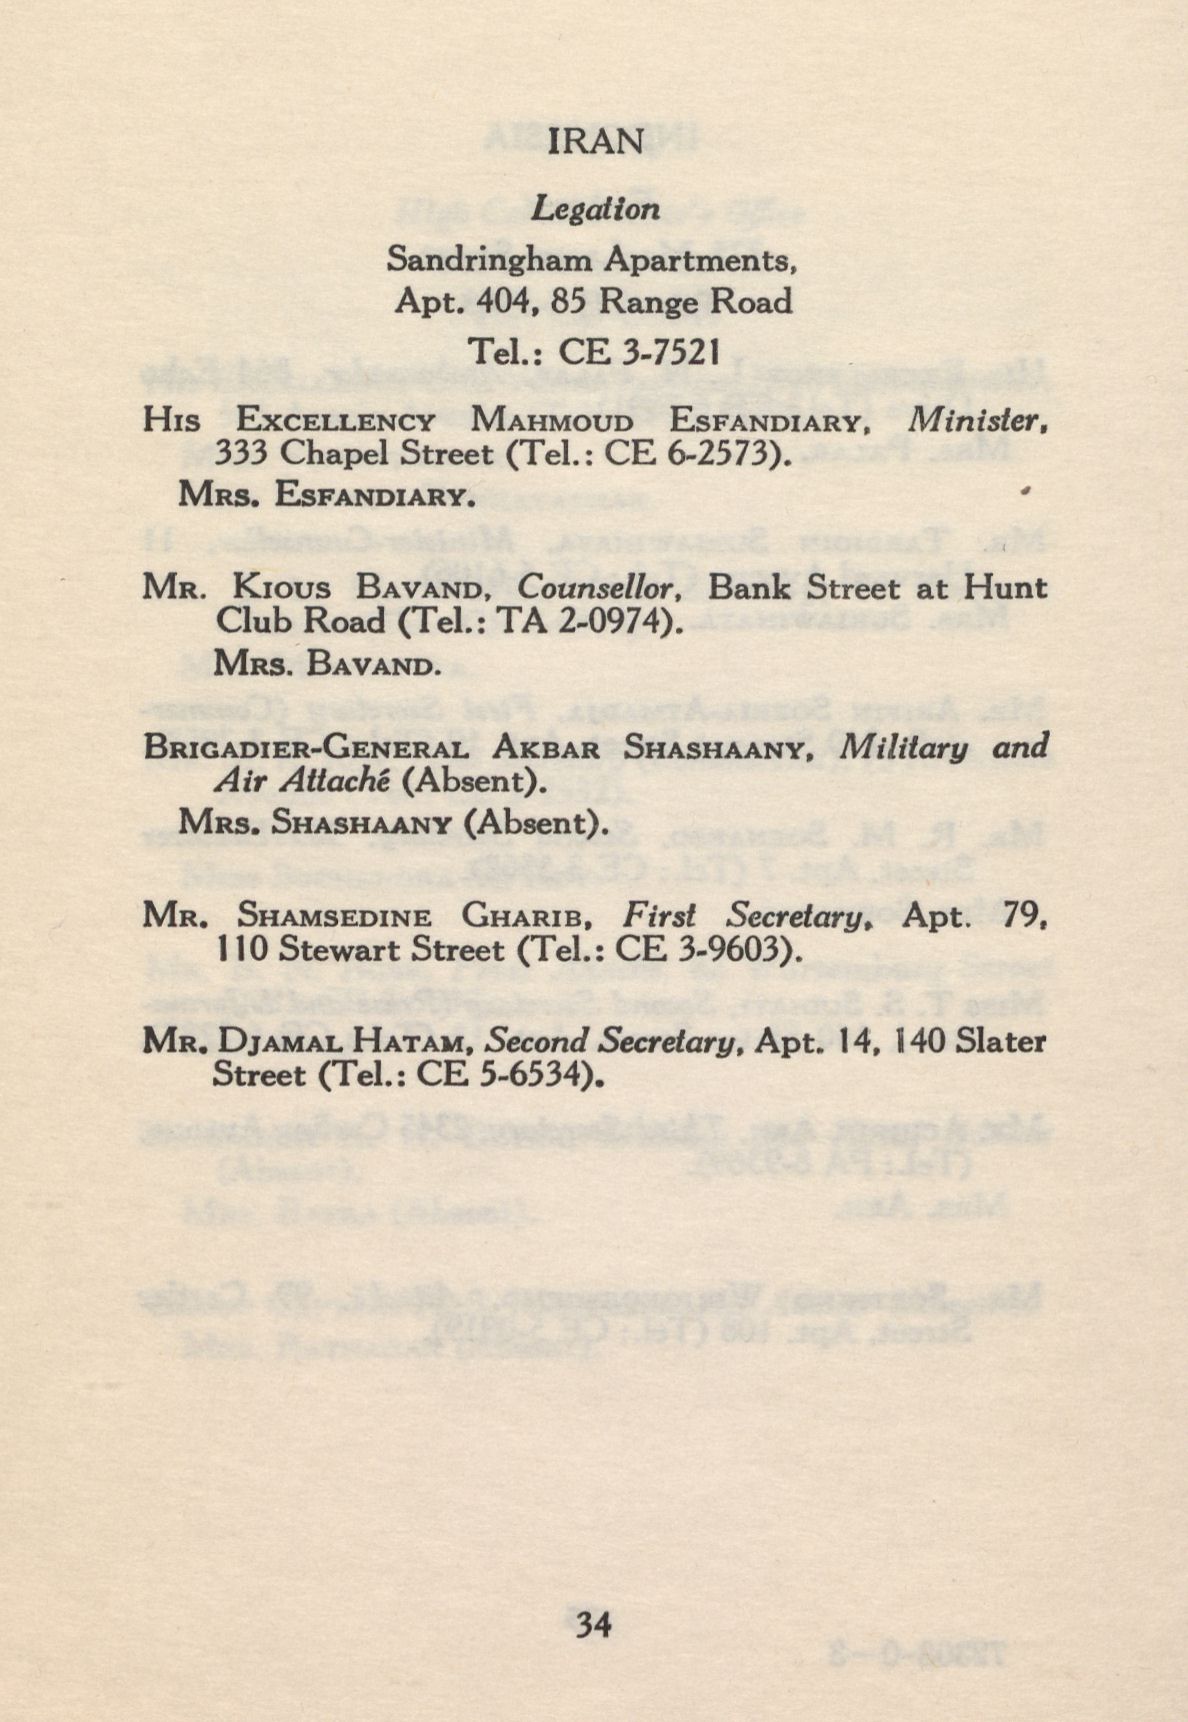 IRAN
Legation
Sandringham Apartments,
Apt. 404, 85 Range Road
Tel.: CE 3-7521
HIS EXCELLENCY MAHMOUD ESFANDIARY, Minister,
333 Chapel Street (Tel.: CE 6-2573).
MRS. ESFANDIARY.
MR. KIOUS BAVAND, Counsellor, Bank Street at Hunt
Club Road (Tel.: TA 2-0974).
MRS. BAVAND.
BRIGADIER-GENERAL AKBAR SHASHAANY, Military and
Air Attaché (Absent).
MRS. SHASHAANY (Absent).
MR. SHAMSEDINE GHARIB, First Secretary, Apt. 79,
110 Stewart Street (Tel.: CE 3-9603).
MR. DJAMAL HATAM, Second Secretary, Apt. 14, 140 Slater
Street (Tel.: CE 5-6534).
34